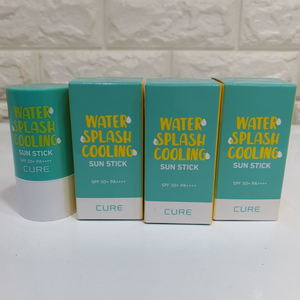 WATER
SPLASH
COOLING
SUN STICK
SPF 50+ PA++++
CURE
WATER
SPLASH
COOLING
SUN STICK
SPF 50+ PA++++
CURE
WATER
SPLASH
COOLING
SUN STICK
SPF 50+ PA++++
CURE
WATER
SPLASH
COOLING
SUN STICK
SPF 50+ PA++++
CURE